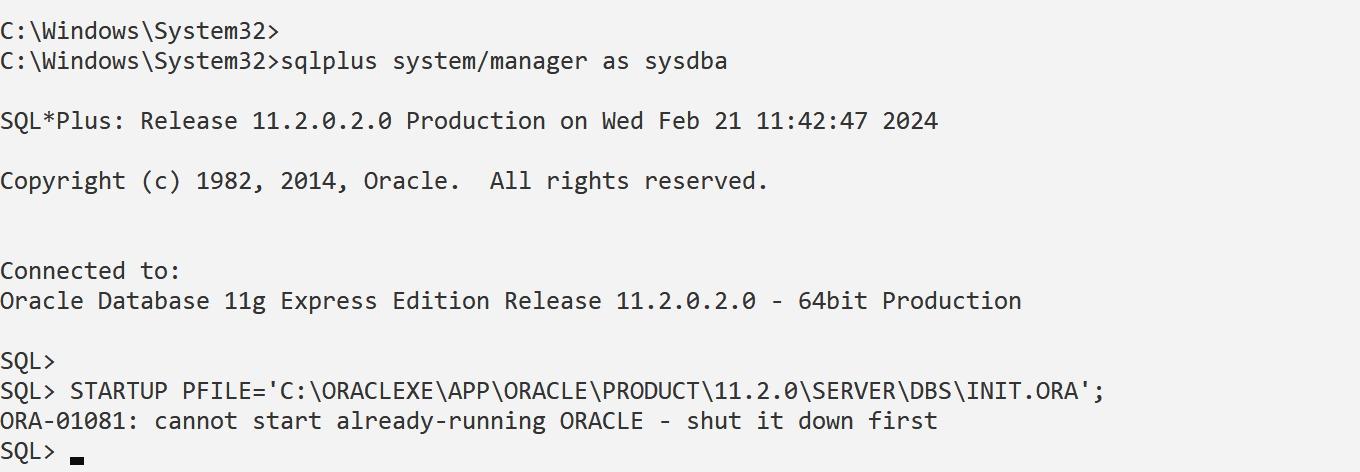 C:\Windows\System32>
C:\Windows\System32>sqlplus system/manager as sysdba
SQL*Plus: Release 11.2.0.2.0 Production on Wed Feb 21 11:42:47 2024
Copyright (c) 1982, 2014, Oracle.  All rights reserved.
Connected to:
Oracle Database 11g Express Edition Release 11.2.0.2.0 - 64bit Production
SQL>
SQL> STARTUP PFILE='C:\ORACLEXE\APP\ORACLE\PRODUCT\11.2.0\SERVER\DBS\INIT.ORA';
ORA-01081: cannot start already-running ORACLE - shut it down first
SQL>